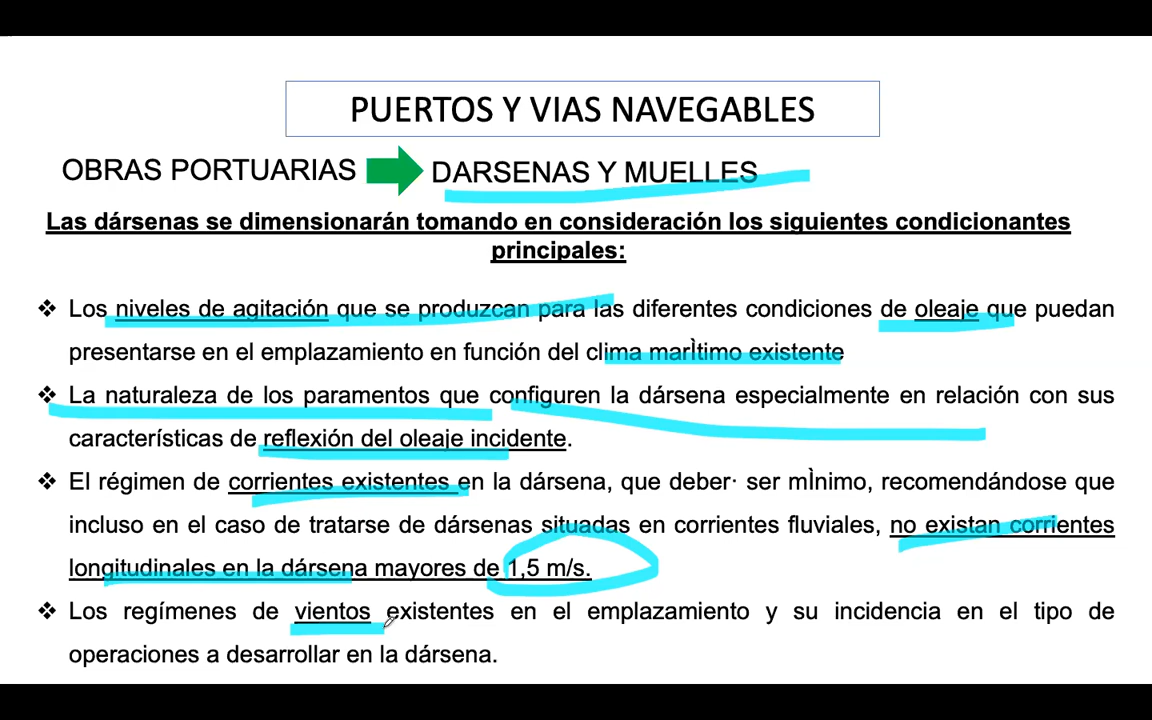 PUERTOS Y VIAS NAVEGABLES
OBRAS PORTUARIAS DARSENAS Y MUELLES
Las dársenas se dimensionarán tomando en consideración los siguientes condicionantes
principales:
❖ Los niveles de agitación que se produzcan para las diferentes condiciones de oleaje que puedan
presentarse en el emplazamiento en función del clima marÌtimo existente
❖ La naturaleza de los paramentos que configuren la dársena especialmente en relación con sus
características de reflexión del oleaje incidente.
❖ El régimen de corrientes existentes en la dársena, que deber· ser mÌnimo, recomendándose que
incluso en el caso de tratarse de dársenas situadas en corrientes fluviales, no existan corrientes
longitudinales en la dársena mayores de 1,5 m/s.
❖ Los regímenes de vientos existentes en el emplazamiento y su incidencia en el tipo de
operaciones a desarrollar en la dársena.